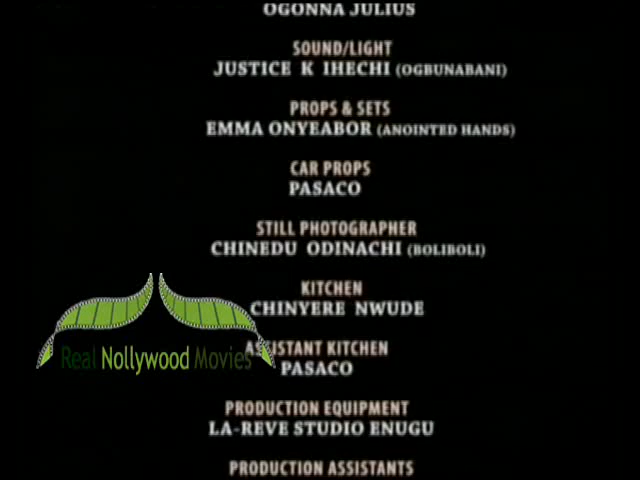 OGONNA JULIUS
SOUND/LIGHT
JUSTICE K IHECHI (OGBUNABANI)
PROPS & SETS
EMMA ONYEABOR (ANOINTED HANDS)
CAR PROPS
PASACO
STILL PHOTOGRAPHER
CHINEDU ODINACHI (BOLIBOLI)
KITCHEN
CHINYERE NWUDE
ASSISTANT KITCHEN
Real Nollywood Movies
PASACO
PRODUCTION EQUIPMENT
LA-REVE STUDIO ENUGU
PRODUCTION ASSISTANTS